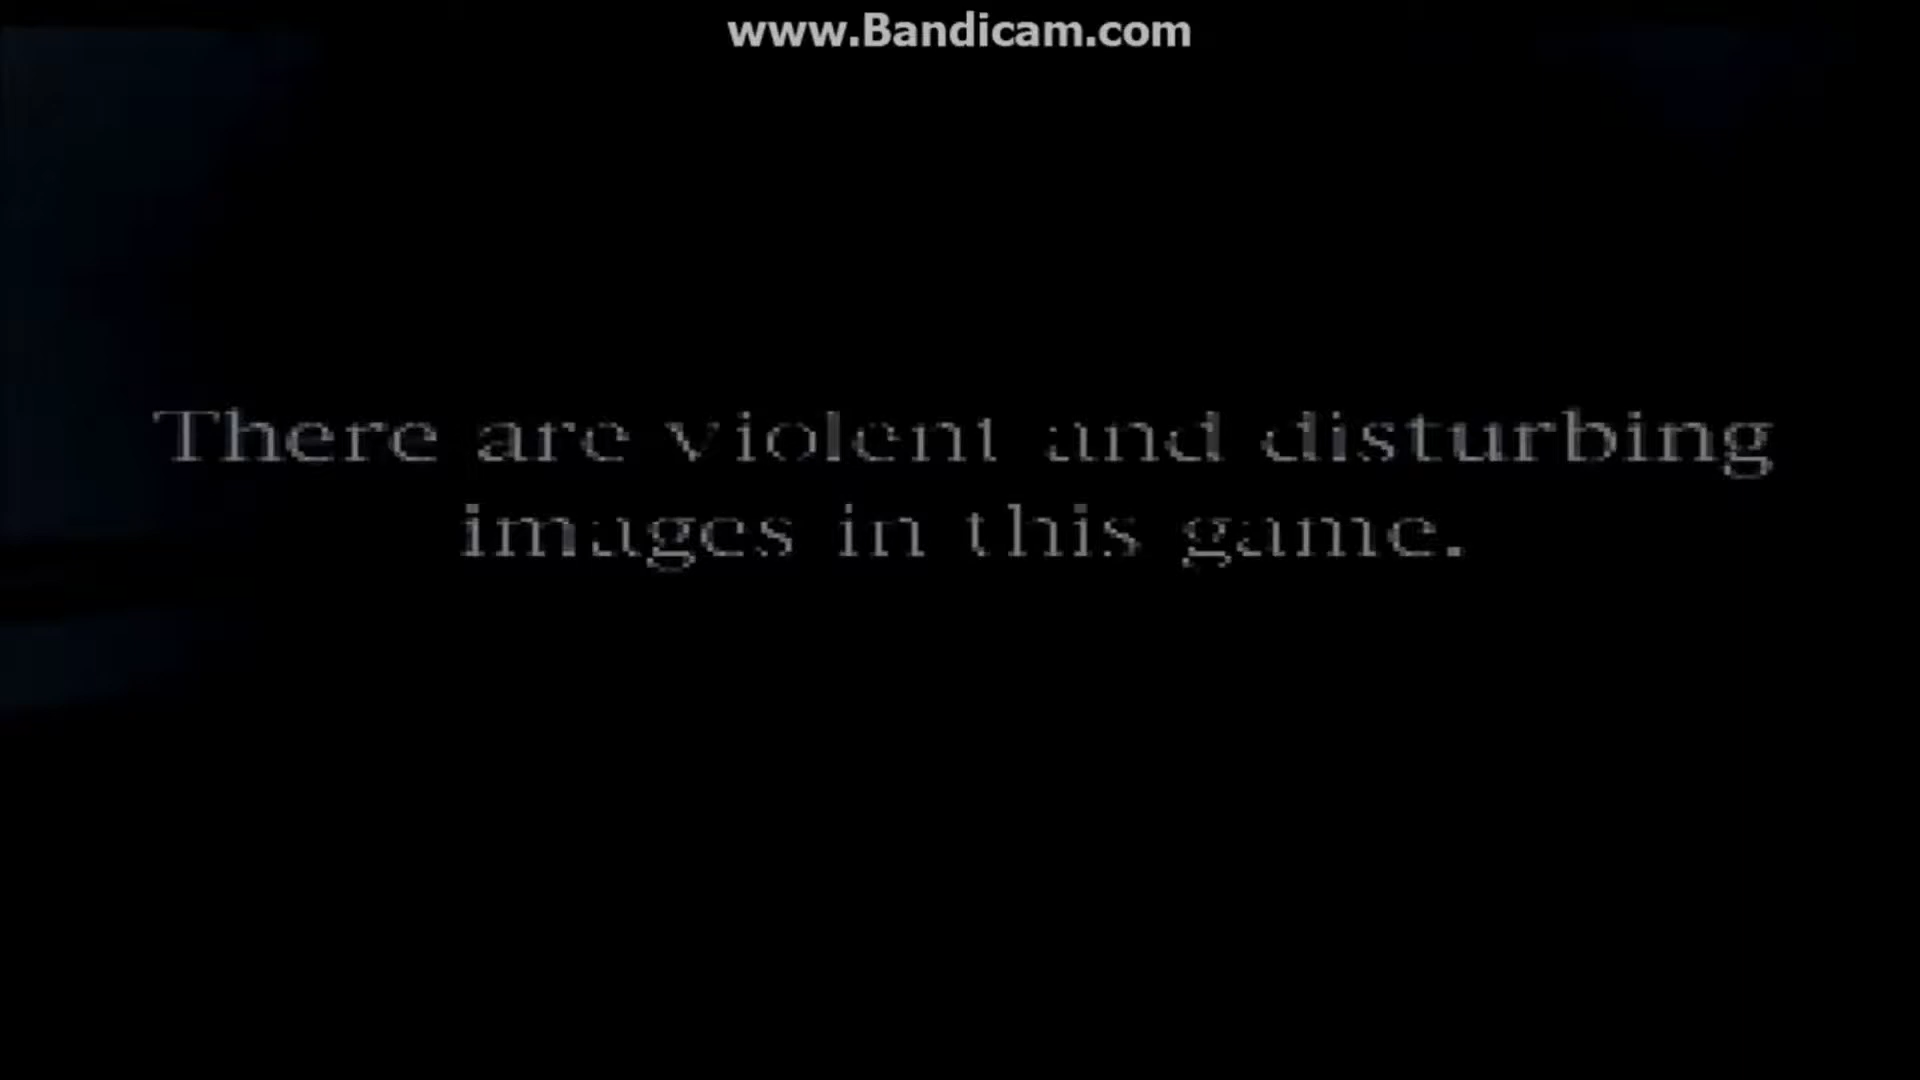 www.Bandicam.com
There are violent and disturbing
images in this game.